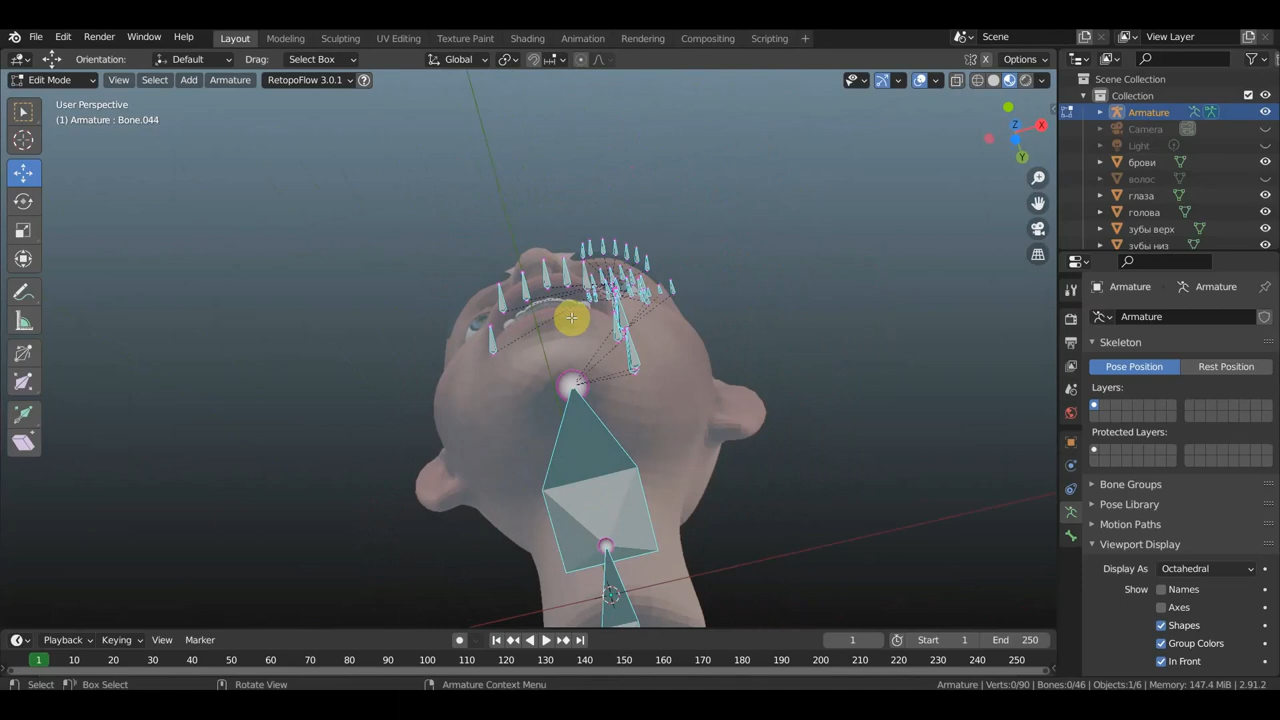 File Edit Render Window Help Layout Modeling Sculpting UV Editing Texture Paint Shading Animation Rendering Compositing Scripting + Scene View Layer
Orientation: Default Drag: Select Box Global X Options
Edit Mode View Select Add Armature RetopoFlow 3.0.1 ?
User Perspective
(1) Armature : Bone.044
Z X Y
Scene Collection
Collection
Armature
Camera
Light
брови
волос
глаза
голова
зубы верх
зубы низ
Armature Armature
Armature
Skeleton
Pose Position Rest Position
Layers:
Protected Layers:
Bone Groups
Pose Library
Motion Paths
Viewport Display
Display As Octahedral
Show Names
Axes
Shapes
Group Colors
In Front
Playback Keying View Marker 1 Start 1 End 250
1 10 20 30 40 50 60 70 80 90 100 110 120 130 140 150 160 170 180 190 200 210 220 230 240 250
Select Box Select Rotate View Armature Context Menu Armature | Verts:0/90 | Bones:0/46 | Objects:1/6 | Memory: 147.4 MiB | 2.91.2